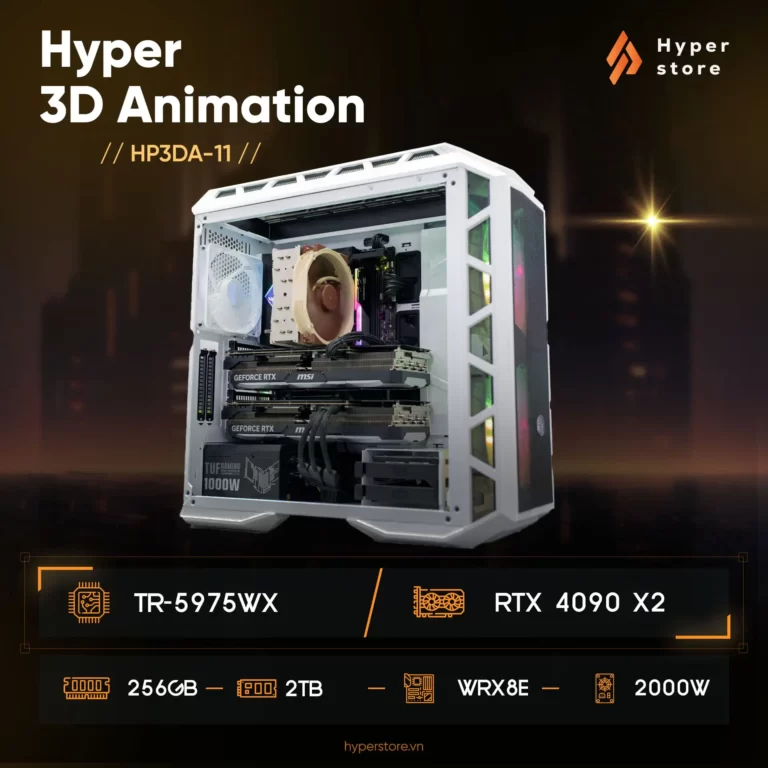 Hyper
3D Animation
// HP3DA-11 //
Hyper
store
GEFORCE RTX msi
GEFORCE RTX
TUF GAMING
1000W
TR-5975WX
RTX 4090 X2
256GB
2TB
WRX8E
2000W
hyperstore.vn